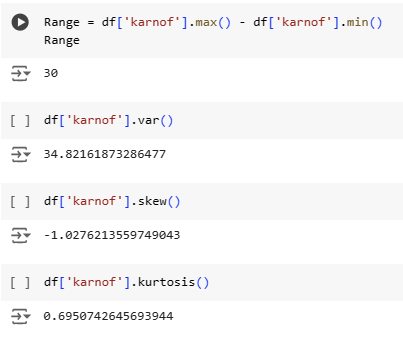 Range = df['karnof'].max() - df['karnof'].min()
Range
30
[ ] df['karnof'].var()
34.82161873286477
[ ] df['karnof'].skew()
-1.0276213559749043
[ ] df['karnof'].kurtosis()
0.6950742645693944